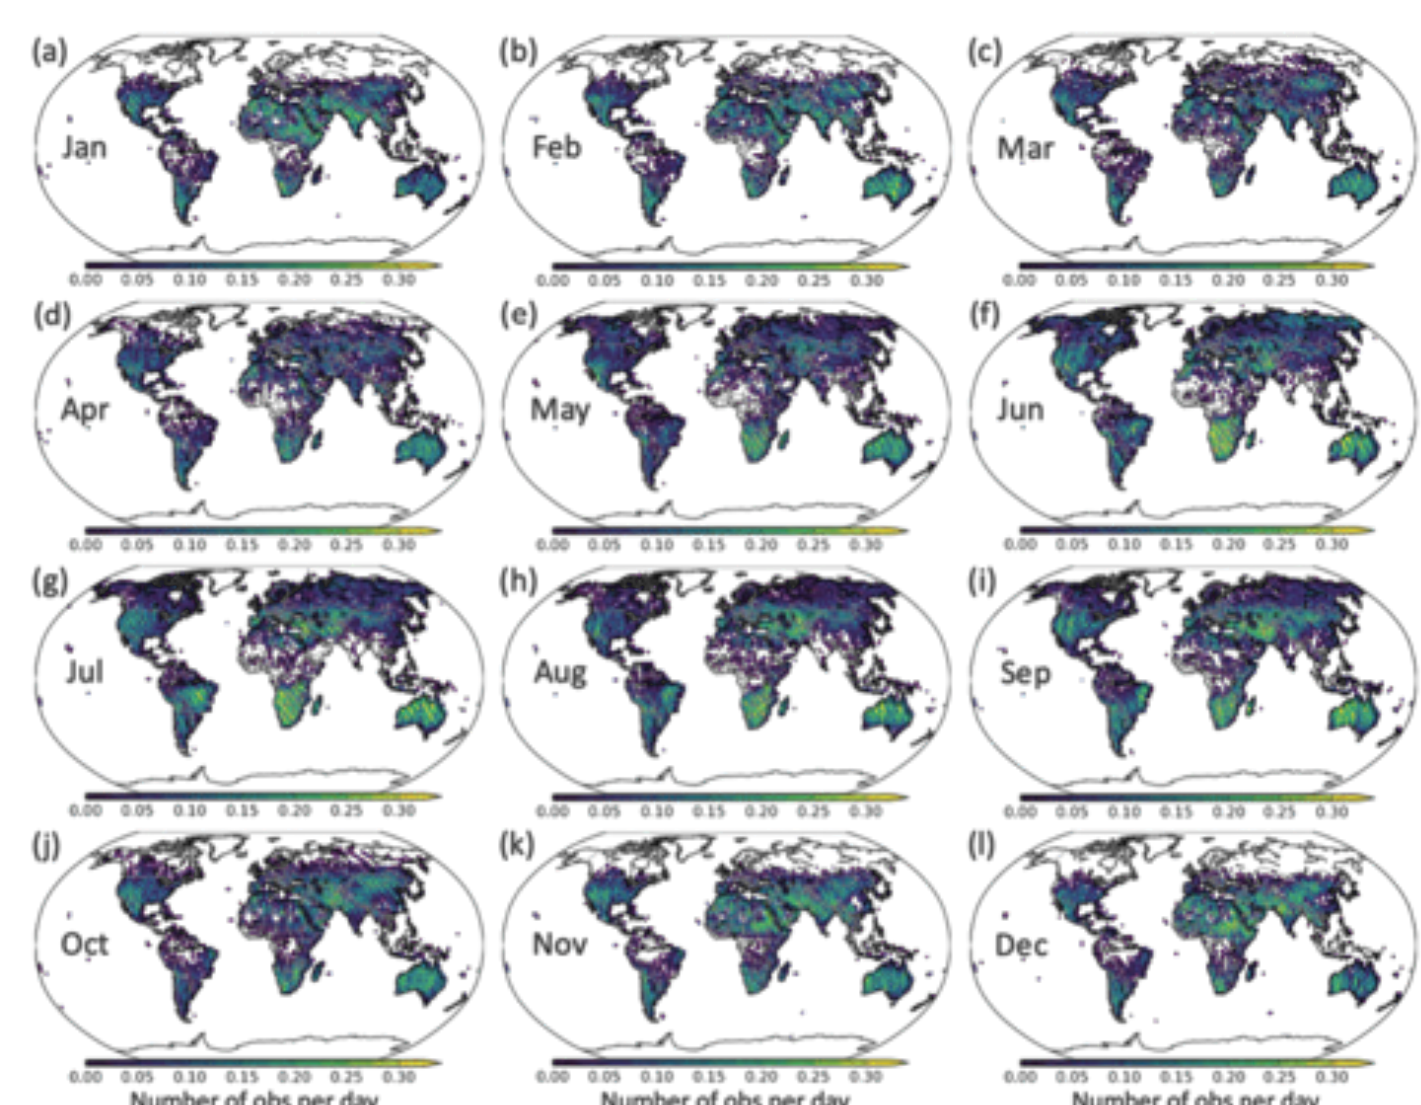 (a) (b) (c)
Jan Feb Mar
0.00 0.05 0.10 0.15 0.20 0.25 0.30 0.00 0.05 0.10 0.15 0.20 0.25 0.30 0.00 0.05 0.10 0.15 0.20 0.25 0.30
(d) (e) (f)
Apr May Jun
0.00 0.05 0.10 0.15 0.20 0.25 0.30 0.00 0.05 0.10 0.15 0.20 0.25 0.30 0.00 0.05 0.10 0.15 0.20 0.25 0.30
(g) (h) (i)
Jul Aug Sep
0.00 0.05 0.10 0.15 0.20 0.25 0.30 0.00 0.05 0.10 0.15 0.20 0.25 0.30 0.00 0.05 0.10 0.15 0.20 0.25 0.30
(j) (k) (l)
Oct Nov Dec
0.00 0.05 0.10 0.15 0.20 0.25 0.30 0.00 0.05 0.10 0.15 0.20 0.25 0.30 0.00 0.05 0.10 0.15 0.20 0.25 0.30
Number of obs per day Number of obs per day Number of obs per day